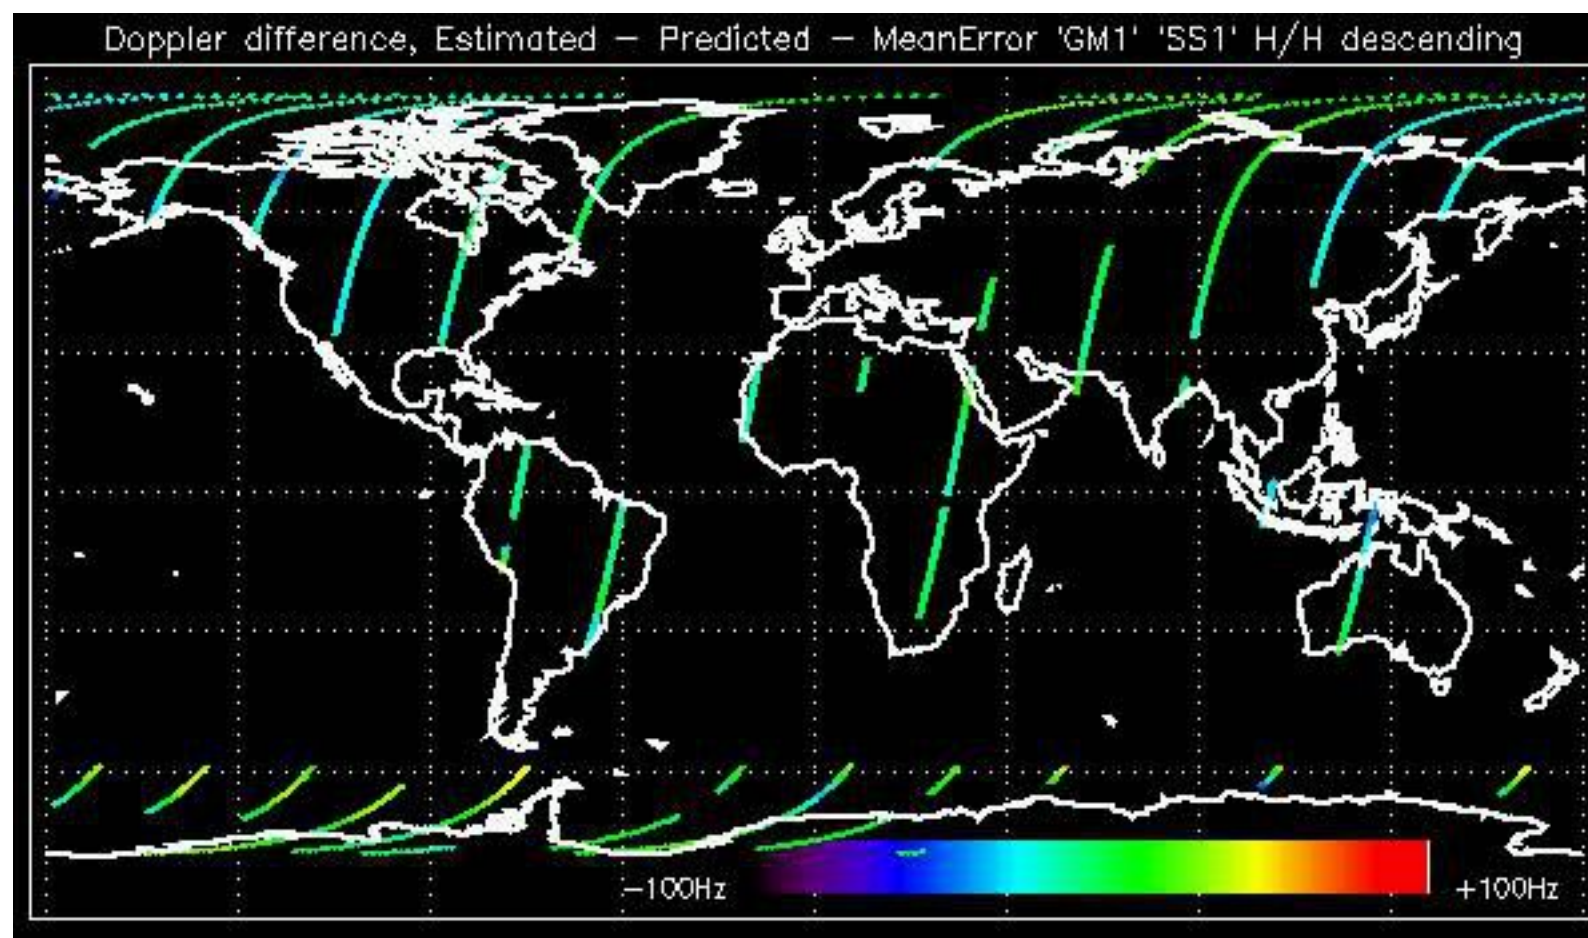 Doppler difference, Estimated – Predicted – MeanError 'GM1' 'SS1' H/H descending
−100Hz
+100Hz